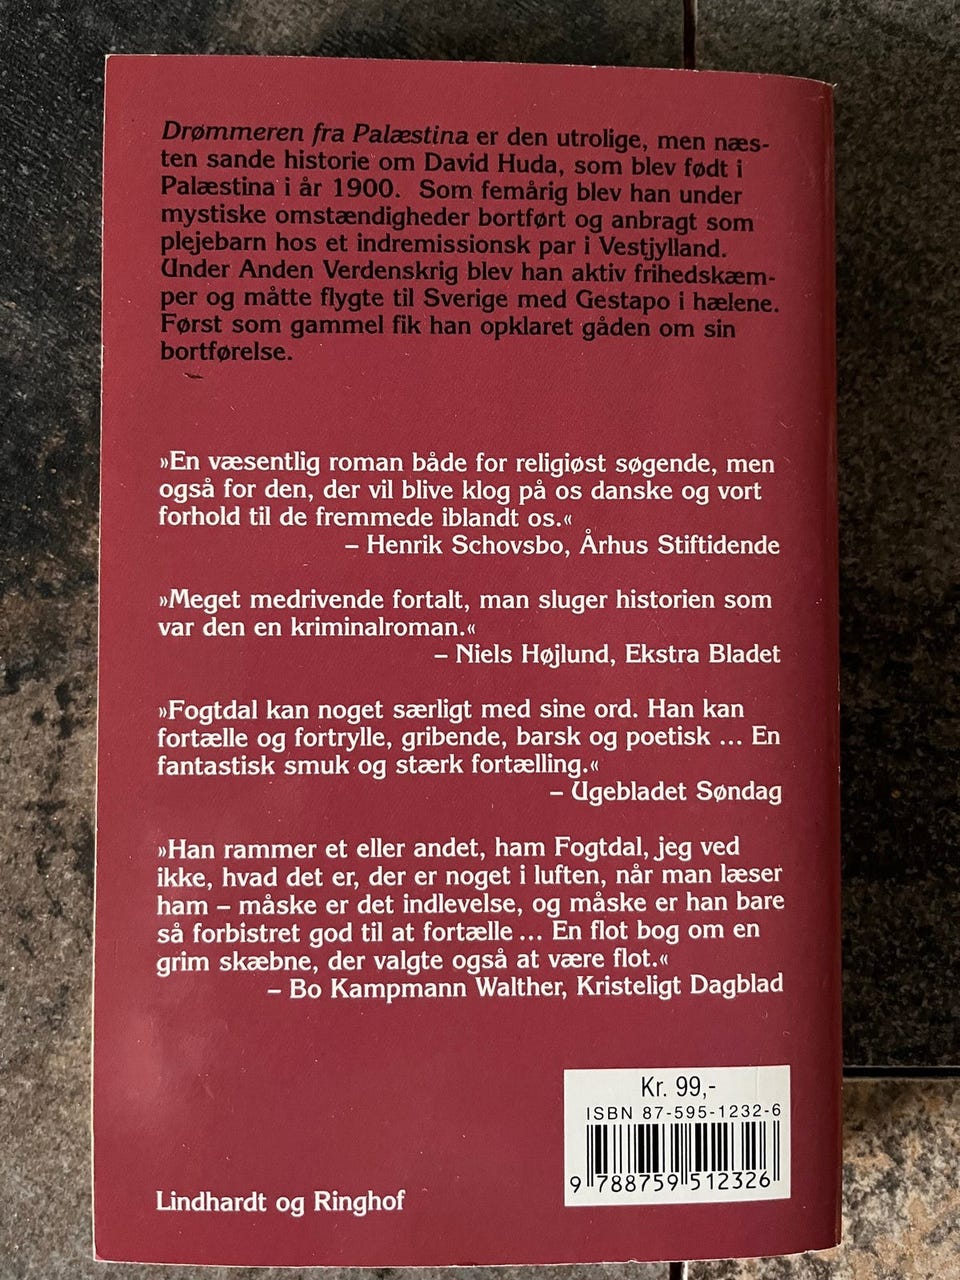 Drømmeren fra Palæstina er den utrolige, men næs-
ten sande historie om David Huda, som blev født i
Palæstina i år 1900. Som femårig blev han under
mystiske omstændigheder bortført og anbragt som
plejebarn hos et indremissionsk par i Vestjylland.
Under Anden Verdenskrig blev han aktiv frihedskæm-
per og måtte flygte til Sverige med Gestapo i hælene.
Først som gammel fik han opklaret gåden om sin
bortførelse.
»En væsentlig roman både for religiøst søgende, men
også for den, der vil blive klog på os danske og vort
forhold til de fremmede iblandt os.«
– Henrik Schovsbo, Århus Stiftidende
»Meget medrivende fortalt, man sluger historien som
var den en kriminalroman.«
– Niels Højlund, Ekstra Bladet
»Fogtdal kan noget særligt med sine ord. Han kan
fortælle og fortrylle, gribende, barsk og poetisk ... En
fantastisk smuk og stærk fortælling.«
– Ugebladet Søndag
»Han rammer et eller andet, ham Fogtdal, jeg ved
ikke, hvad det er, der er noget i luften, når man læser
ham – måske er det indlevelse, og måske er han bare
så forbistret god til at fortælle ... En flot bog om en
grim skæbne, der valgte også at være flot.«
– Bo Kampmann Walther, Kristeligt Dagblad
Kr. 99,-
ISBN 87-595-1232-6
9 788759 512326
Lindhardt og Ringhof